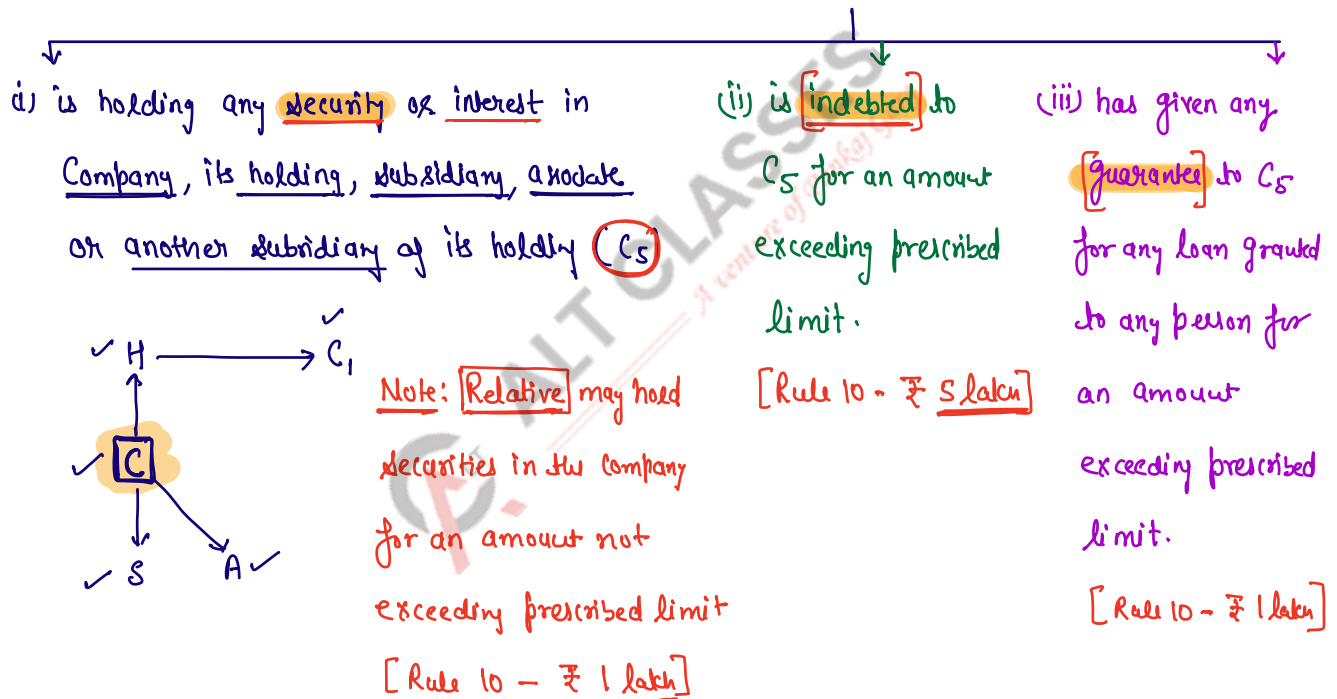 i) is holding any security or interest in
Company, its holding, subsidiary, associate
or another subsidiary of its holding (C5)
(ii) is [indebted] to
C5 for an amount
exceeding prescribed
limit.
[Rule 10 - ₹ 5 lakh]
(iii) has given any
[guarantee] to C5
for any loan granted
to any person for
an amount
exceeding prescribed
limit.
[Rule 10 - ₹ 1 lakh]
H C1
C
S A
Note: Relative may hold
securities in the company
for an amount not
exceeding prescribed limit
[Rule 10 - ₹ 1 lakh]
ALT CLASSES
A venture of